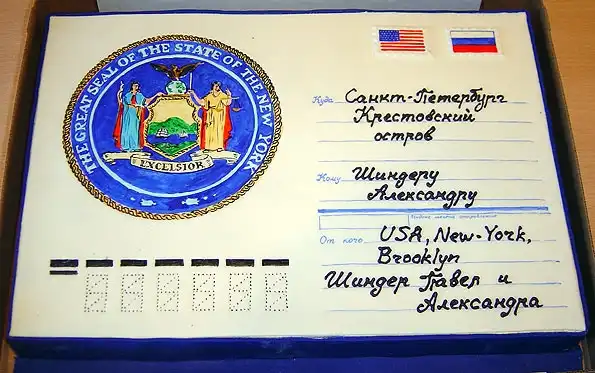 THE GREAT SEAL OF THE STATE OF THE NEW YORK
EXCELSIOR
Куда Санкт-Петербург
Крестовский
остров
Кому Шиндеру
Александру
От кого USA, New-York,
Brooklyn
Шиндер Павел и
Александра